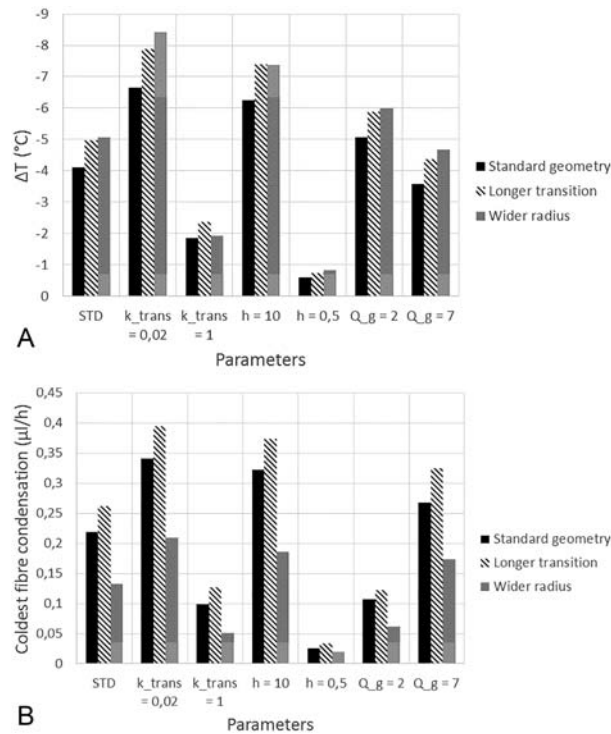 -9
-8
-7
-6
-5
-4
-3
-2
-1
0
ΔT (°C)
STD k_trans = 0,02 k_trans = 1 h = 10 h = 0,5 Q_g = 2 Q_g = 7
Parameters
Standard geometry
Longer transition
Wider radius
A
0,45
0,4
0,35
0,3
0,25
0,2
0,15
0,1
0,05
0
Coldest fibre condensation (µl/h)
STD k_trans = 0,02 k_trans = 1 h = 10 h = 0,5 Q_g = 2 Q_g = 7
Parameters
Standard geometry
Longer transition
Wider radius
B